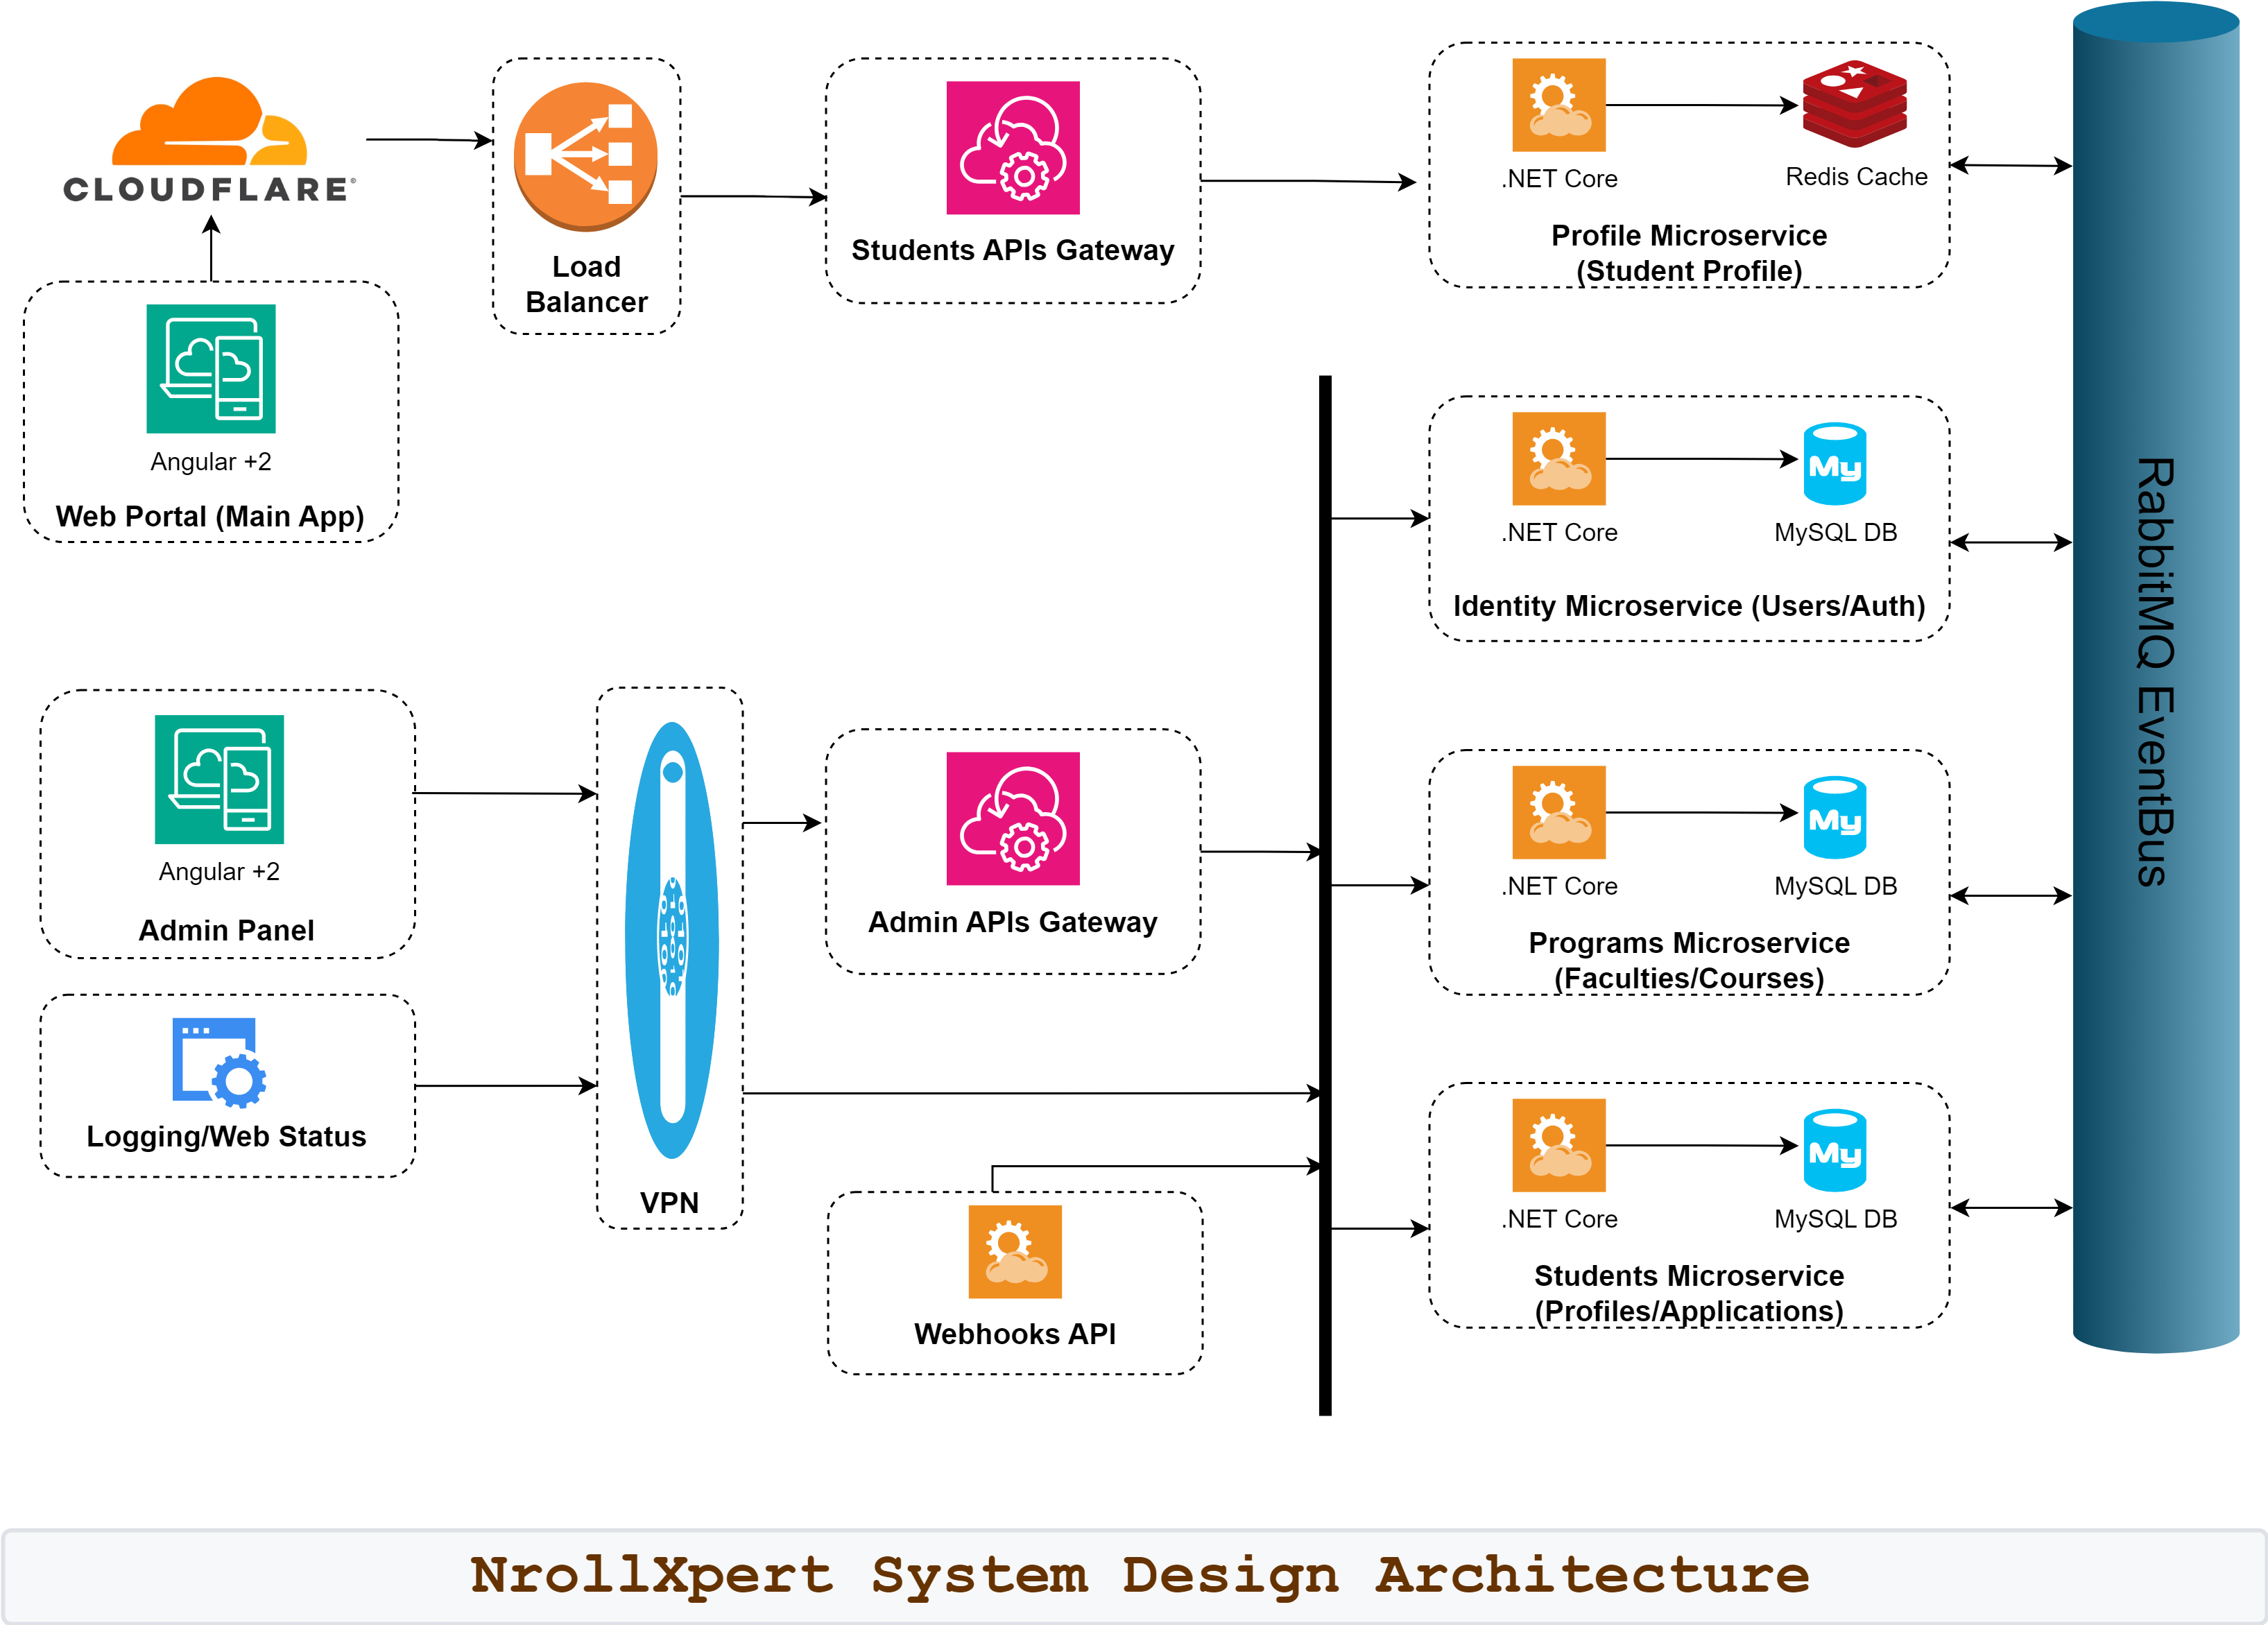 CLOUDFLARE®
Load
Balancer
Students APIs Gateway
.NET Core
Redis Cache
Profile Microservice
(Student Profile)
Angular +2
Web Portal (Main App)
My
.NET Core
MySQL DB
Identity Microservice (Users/Auth)
RabbitMQ EventBus
Angular +2
Admin Panel
Admin APIs Gateway
My
.NET Core
MySQL DB
Programs Microservice
(Faculties/Courses)
Logging/Web Status
VPN
Webhooks API
My
.NET Core
MySQL DB
Students Microservice
(Profiles/Applications)
NrollXpert System Design Architecture